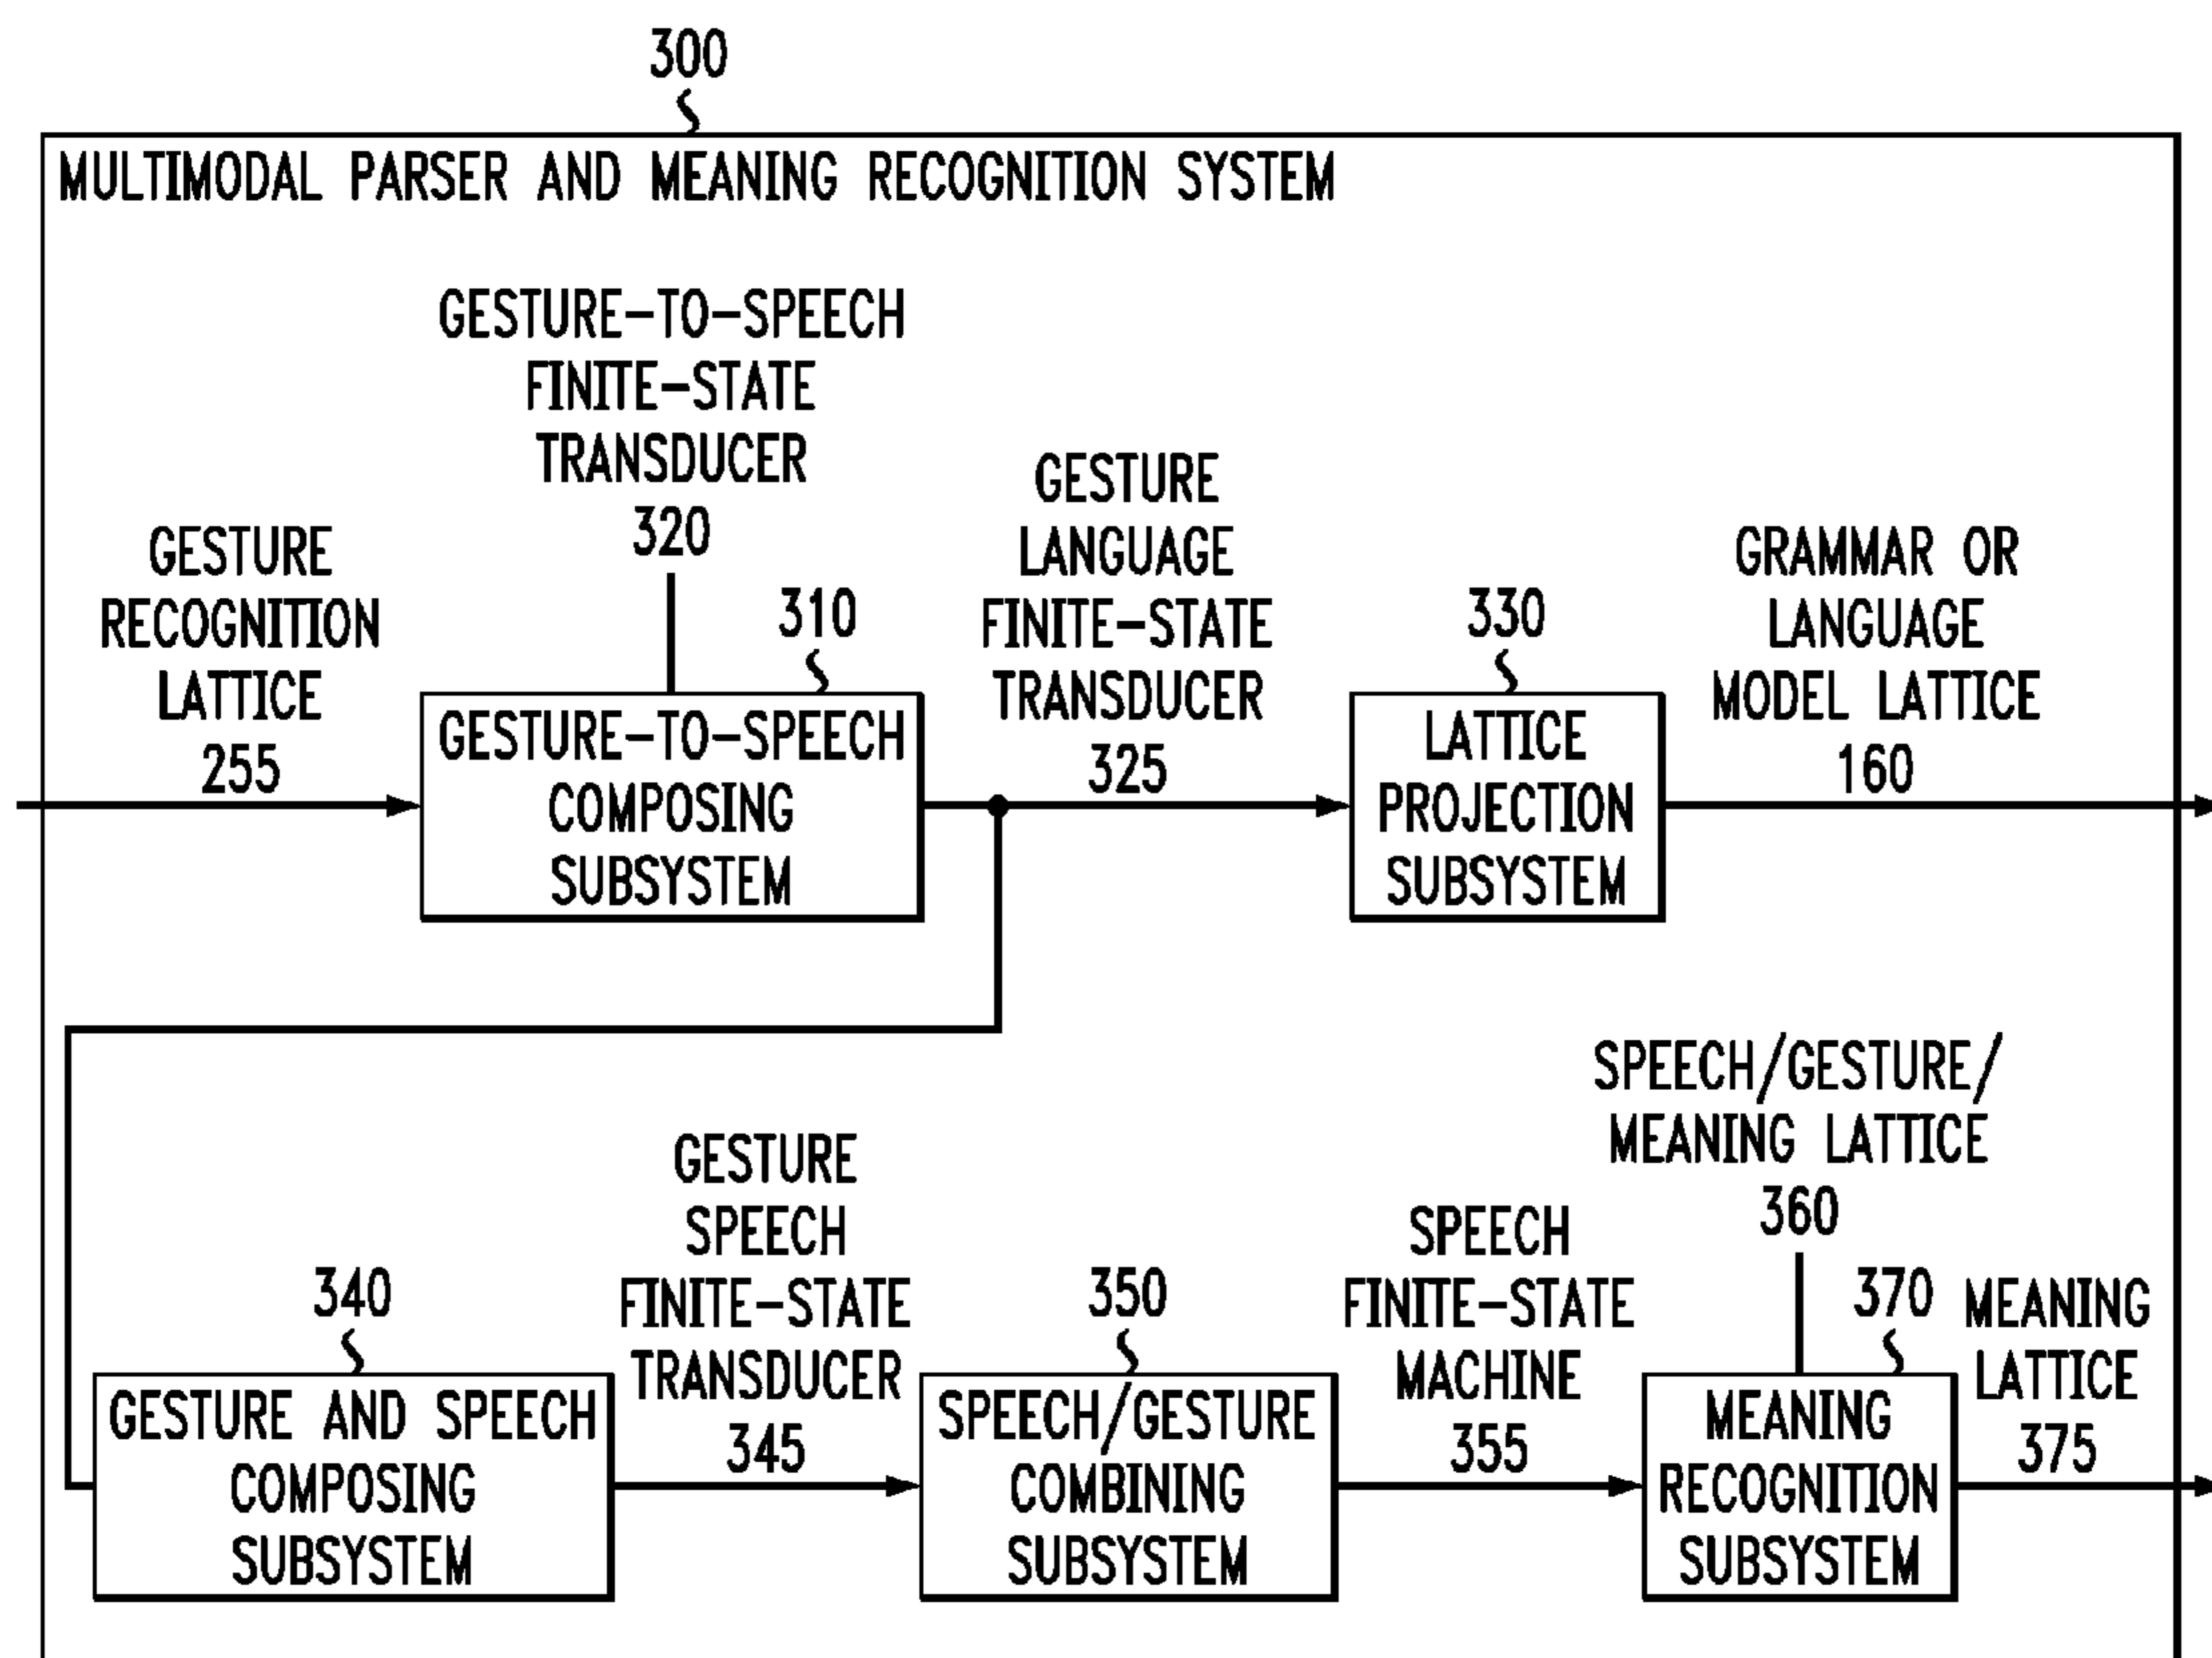 300
MULTIMODAL PARSER AND MEANING RECOGNITION SYSTEM
GESTURE-TO-SPEECH
FINITE-STATE
TRANSDUCER
320
GESTURE
RECOGNITION
LATTICE
255
310
GESTURE-TO-SPEECH
COMPOSING
SUBSYSTEM
GESTURE
LANGUAGE
FINITE-STATE
TRANSDUCER
325
330
LATTICE
PROJECTION
SUBSYSTEM
GRAMMAR OR
LANGUAGE
MODEL LATTICE
160
340
GESTURE AND SPEECH
COMPOSING
SUBSYSTEM
GESTURE
SPEECH
FINITE-STATE
TRANSDUCER
345
350
SPEECH/GESTURE
COMBINING
SUBSYSTEM
SPEECH
FINITE-STATE
MACHINE
355
SPEECH/GESTURE/
MEANING LATTICE
360
370
MEANING
RECOGNITION
SUBSYSTEM
MEANING
LATTICE
375